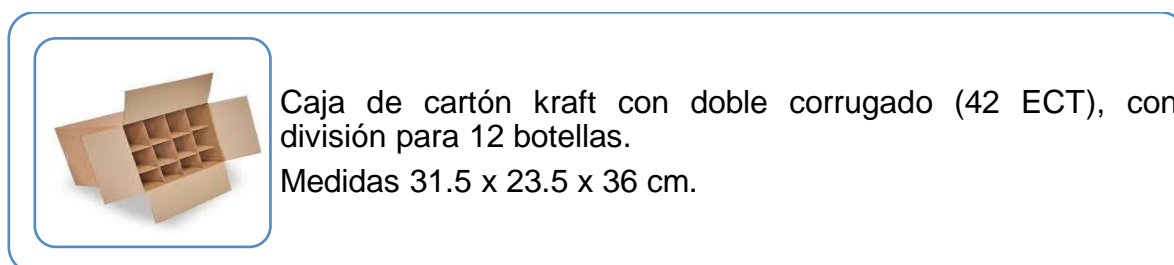 Caja de cartón kraft con doble corrugado (42 ECT), con
división para 12 botellas.
Medidas 31.5 x 23.5 x 36 cm.